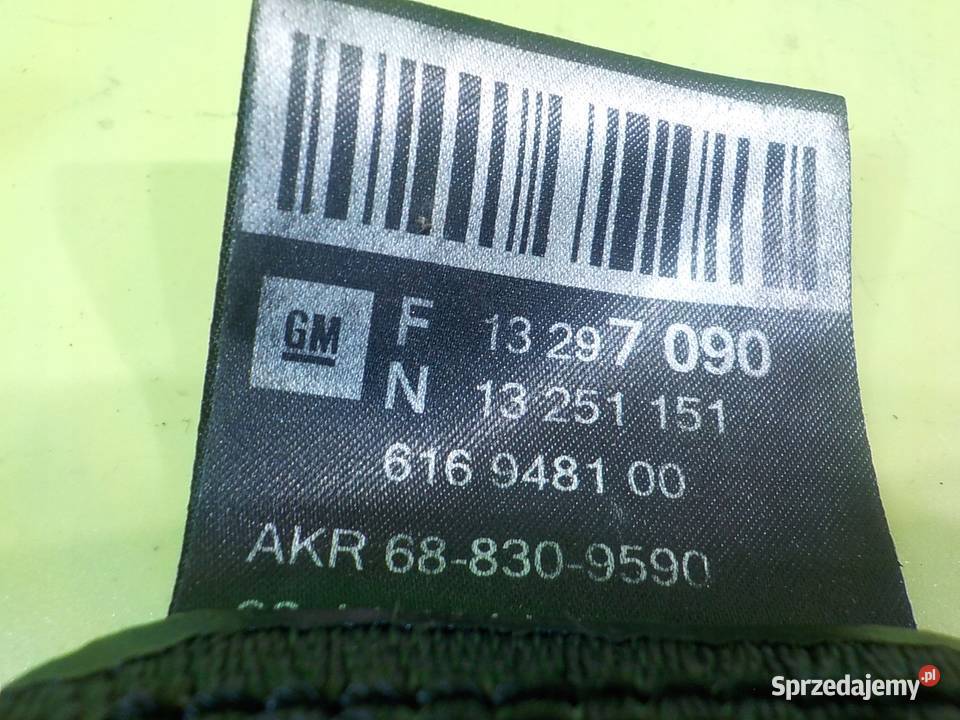 GM F 13 297 090
N 13 251 151
616 9481 00
AKR 68-830-9590
Sprzedajemy.pl